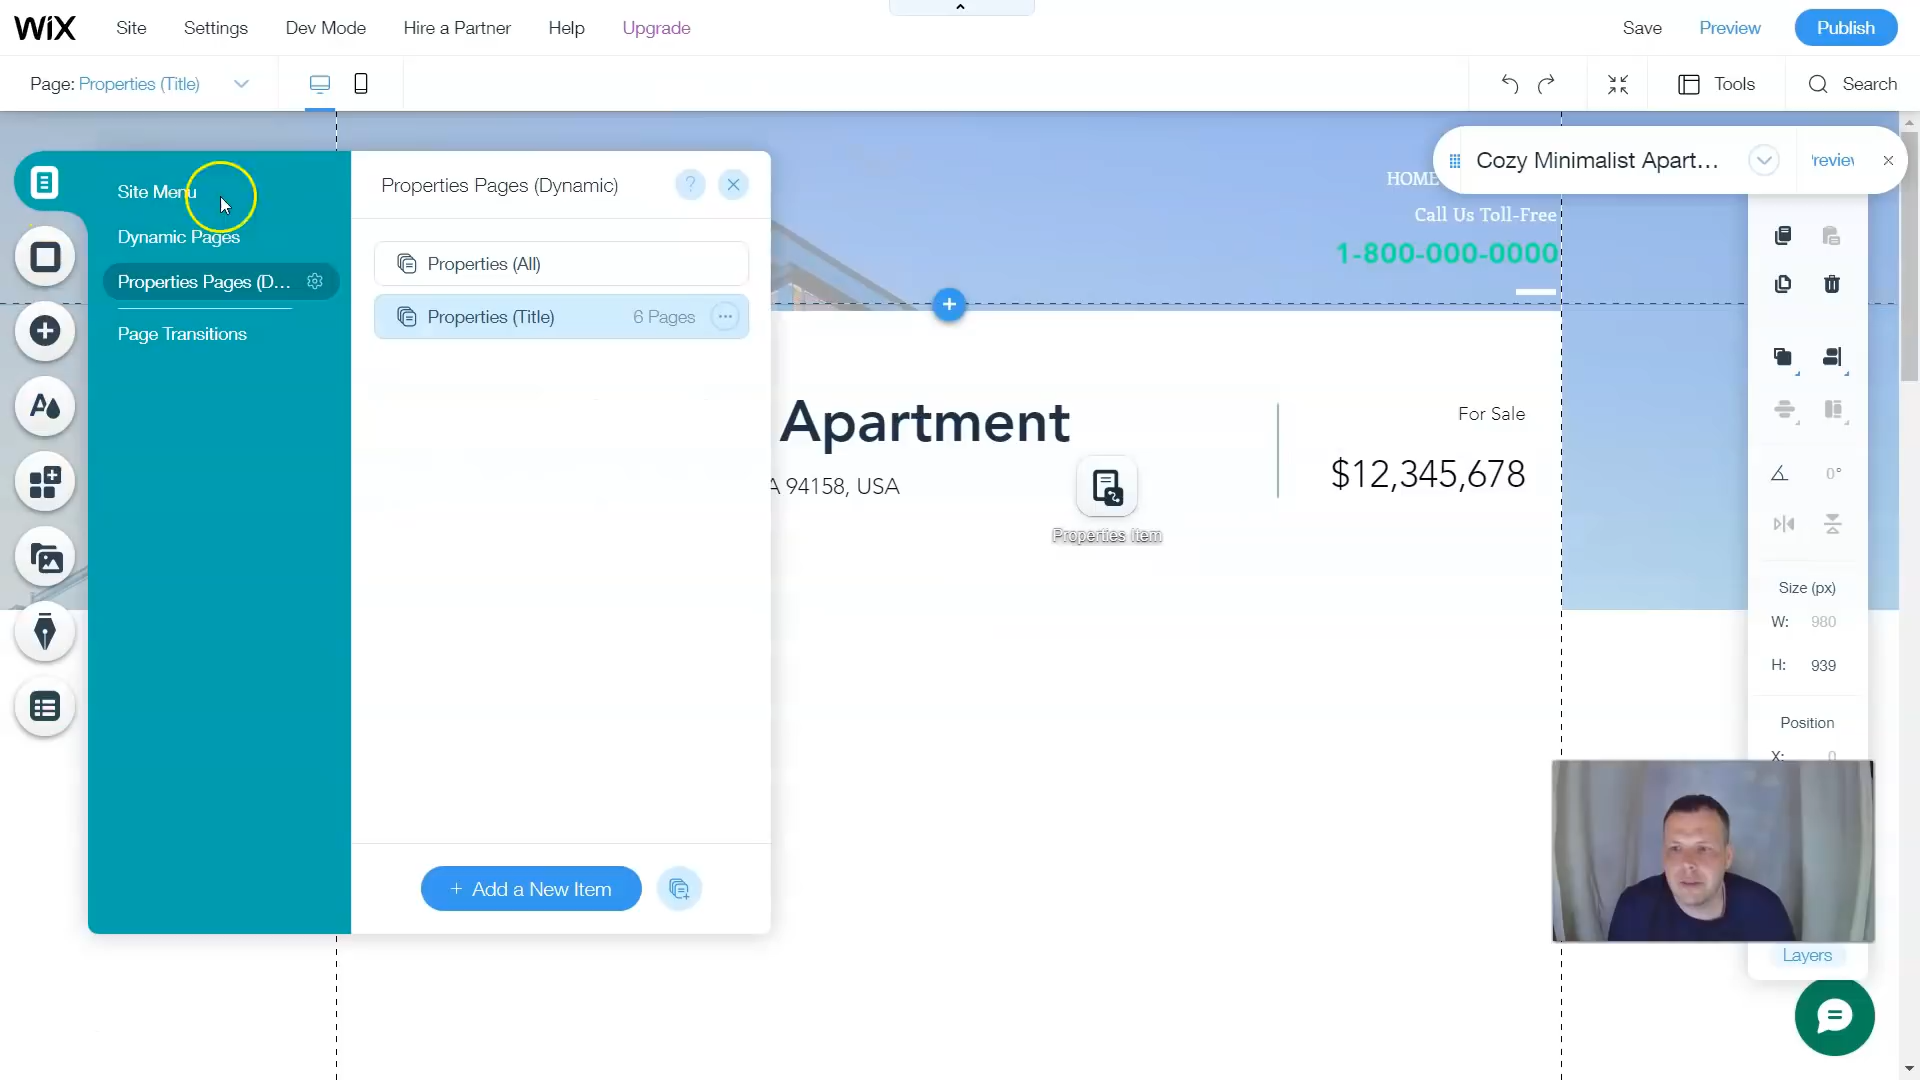 WiX Site Settings Dev Mode Hire a Partner Help Upgrade Save Preview Publish
Page: Properties (Title) Tools Search
Site Menu
Dynamic Pages
Properties Pages (D...
Page Transitions
Properties Pages (Dynamic) ?
Properties (All)
Properties (Title) 6 Pages
+ Add a New Item
Cozy Minimalist Apart...
HOME
Call Us Toll-Free
1-800-000-0000
Apartment
A 94158, USA
Properties item
For Sale
$12,345,678
0°
Size (px)
W: 980
H: 939
Position
X: 0
Layers